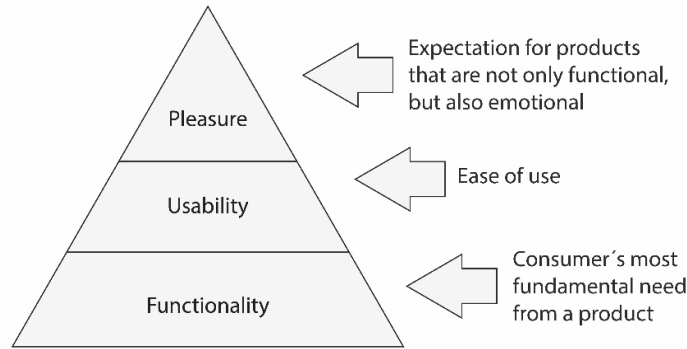 Expectation for products
that are not only functional,
but also emotional
Pleasure
Ease of use
Usability
Consumer´s most
fundamental need
from a product
Functionality